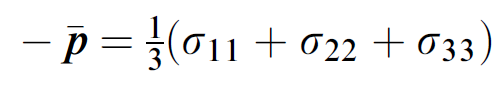 − p̄ = ⅓(σ₁₁ + σ₂₂ + σ₃₃)